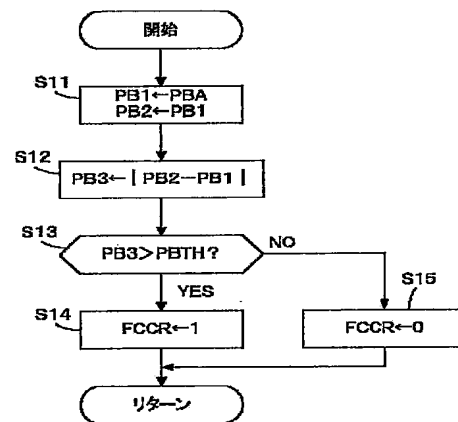 開始
S11
PB1←PBA
PB2←PB1
S12
PB3←|PB2−PB1|
S13
PB3>PBTH?
NO
YES
S14
FCCR←1
S15
FCCR←0
リターン